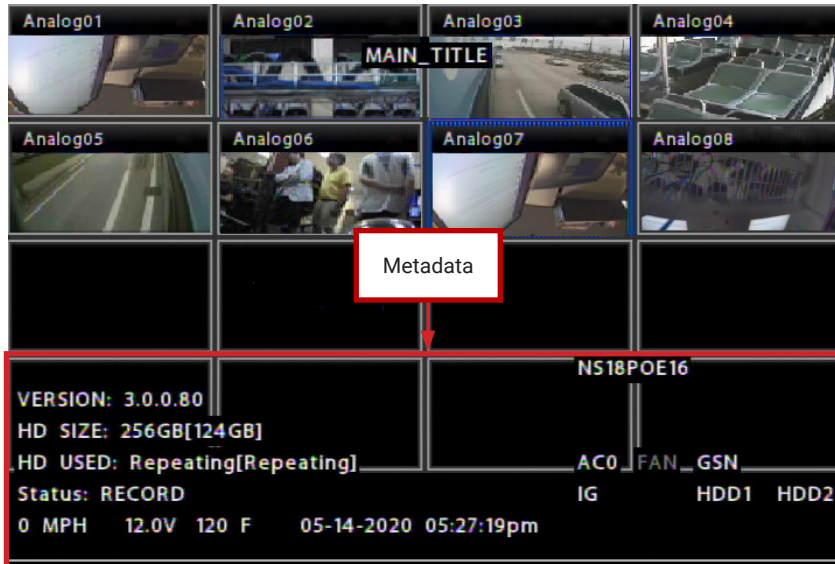 Analog01 Analog02 Analog03 Analog04
MAIN_TITLE
Analog05 Analog06 Analog07 Analog08
Metadata
NS18POE16
VERSION: 3.0.0.80
HD SIZE: 256GB[124GB]
HD USED: Repeating[Repeating] AC0 FAN GSN
Status: RECORD IG HDD1 HDD2
0 MPH 12.0V 120 F 05-14-2020 05:27:19pm